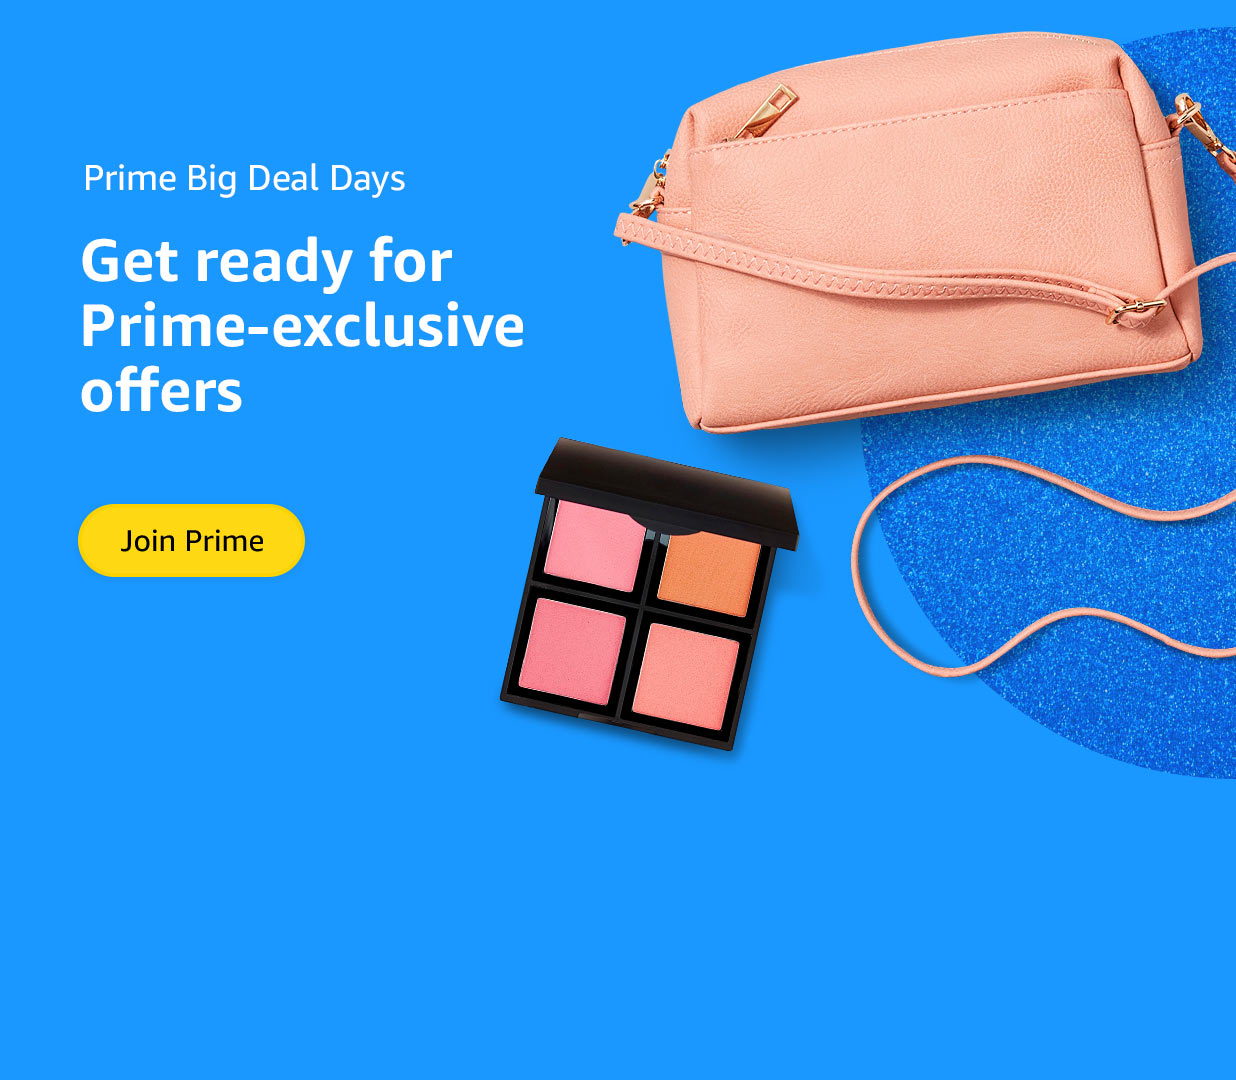 Prime Big Deal Days
Get ready for
Prime-exclusive
offers
Join Prime